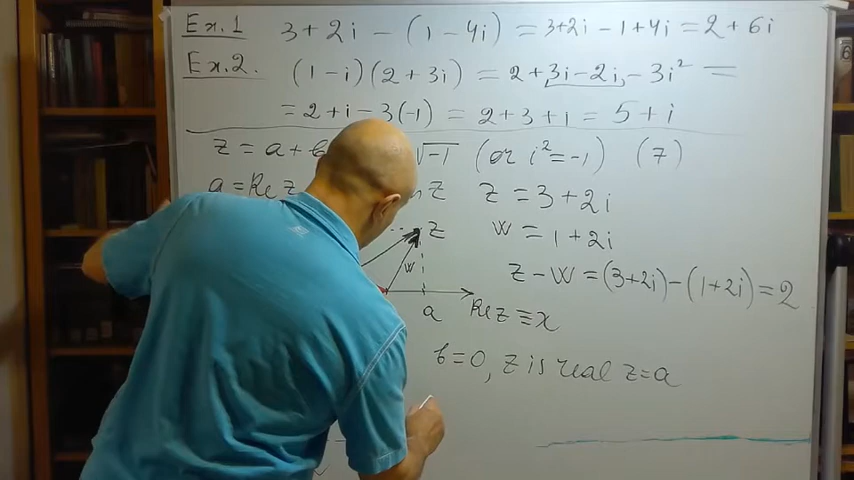 Ex.1 3+2i - (1-4i) = 3+2i-1+4i = 2+6i
Ex.2. (1-i)(2+3i) = 2+3i-2i-3i² =
= 2+i-3(-1) = 2+3+i = 5+i
z = a+ √-1 (or i²=-1) (7)
a = Re z z z = 3+2i
z w = 1+2i
w z-w = (3+2i)-(1+2i) = 2
a Re z ≡ x
b=0, z is real z=a